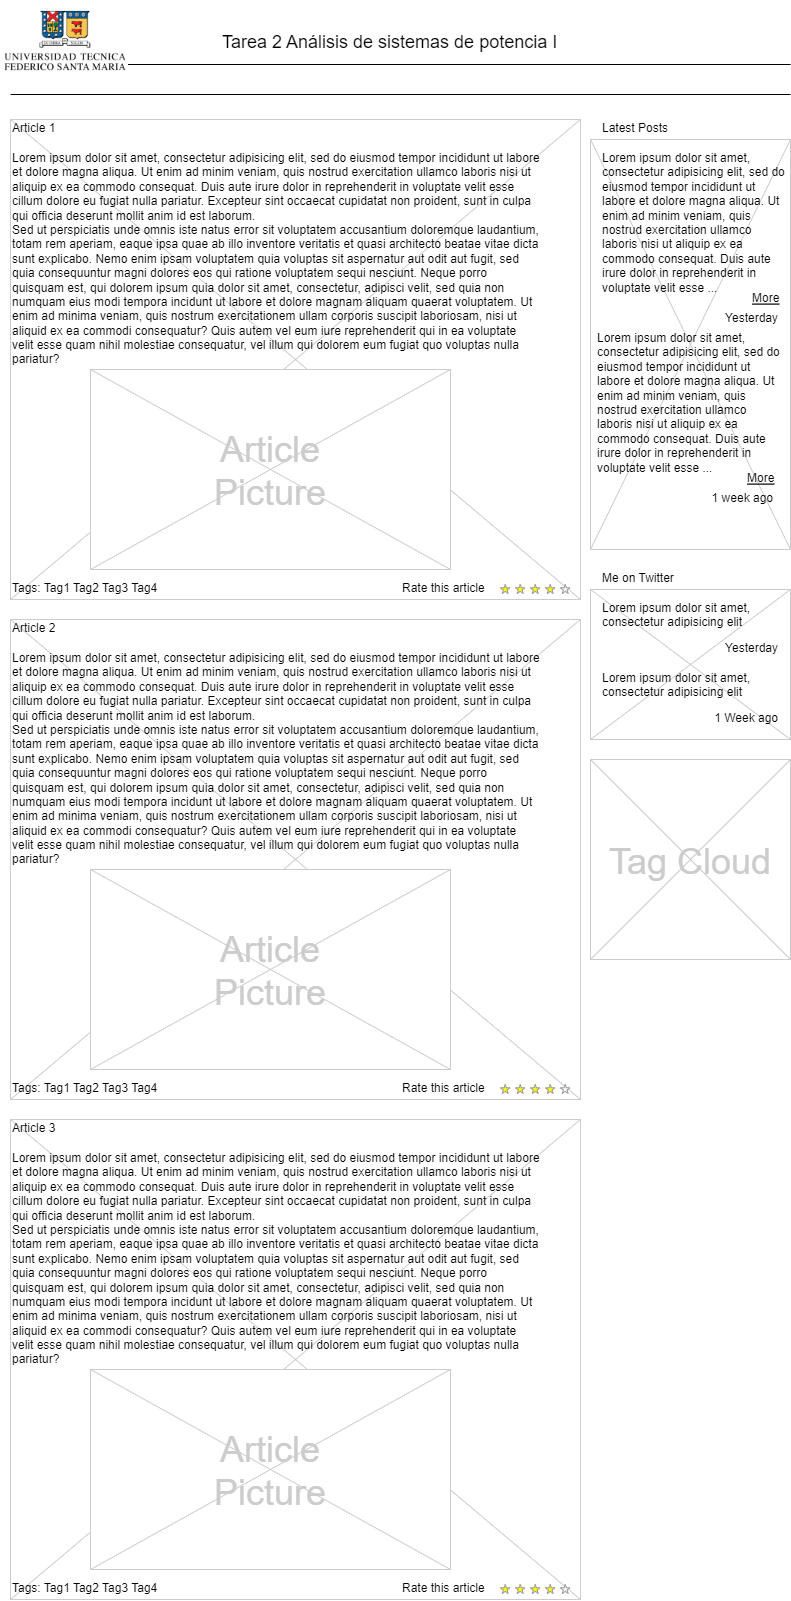 UNIVERSIDAD TECNICA
FEDERICO SANTA MARIA
Tarea 2 Análisis de sistemas de potencia I
Article 1
Lorem ipsum dolor sit amet, consectetur adipisicing elit, sed do eiusmod tempor incididunt ut labore
et dolore magna aliqua. Ut enim ad minim veniam, quis nostrud exercitation ullamco laboris nisi ut
aliquip ex ea commodo consequat. Duis aute irure dolor in reprehenderit in voluptate velit esse
cillum dolore eu fugiat nulla pariatur. Excepteur sint occaecat cupidatat non proident, sunt in culpa
qui officia deserunt mollit anim id est laborum.
Sed ut perspiciatis unde omnis iste natus error sit voluptatem accusantium doloremque laudantium,
totam rem aperiam, eaque ipsa quae ab illo inventore veritatis et quasi architecto beatae vitae dicta
sunt explicabo. Nemo enim ipsam voluptatem quia voluptas sit aspernatur aut odit aut fugit, sed
quia consequuntur magni dolores eos qui ratione voluptatem sequi nesciunt. Neque porro
quisquam est, qui dolorem ipsum quia dolor sit amet, consectetur, adipisci velit, sed quia non
numquam eius modi tempora incidunt ut labore et dolore magnam aliquam quaerat voluptatem. Ut
enim ad minima veniam, quis nostrum exercitationem ullam corporis suscipit laboriosam, nisi ut
aliquid ex ea commodi consequatur? Quis autem vel eum iure reprehenderit qui in ea voluptate
velit esse quam nihil molestiae consequatur, vel illum qui dolorem eum fugiat quo voluptas nulla
pariatur?
Article
Picture
Tags: Tag1 Tag2 Tag3 Tag4
Rate this article
Article 2
Lorem ipsum dolor sit amet, consectetur adipisicing elit, sed do eiusmod tempor incididunt ut labore
et dolore magna aliqua. Ut enim ad minim veniam, quis nostrud exercitation ullamco laboris nisi ut
aliquip ex ea commodo consequat. Duis aute irure dolor in reprehenderit in voluptate velit esse
cillum dolore eu fugiat nulla pariatur. Excepteur sint occaecat cupidatat non proident, sunt in culpa
qui officia deserunt mollit anim id est laborum.
Sed ut perspiciatis unde omnis iste natus error sit voluptatem accusantium doloremque laudantium,
totam rem aperiam, eaque ipsa quae ab illo inventore veritatis et quasi architecto beatae vitae dicta
sunt explicabo. Nemo enim ipsam voluptatem quia voluptas sit aspernatur aut odit aut fugit, sed
quia consequuntur magni dolores eos qui ratione voluptatem sequi nesciunt. Neque porro
quisquam est, qui dolorem ipsum quia dolor sit amet, consectetur, adipisci velit, sed quia non
numquam eius modi tempora incidunt ut labore et dolore magnam aliquam quaerat voluptatem. Ut
enim ad minima veniam, quis nostrum exercitationem ullam corporis suscipit laboriosam, nisi ut
aliquid ex ea commodi consequatur? Quis autem vel eum iure reprehenderit qui in ea voluptate
velit esse quam nihil molestiae consequatur, vel illum qui dolorem eum fugiat quo voluptas nulla
pariatur?
Article
Picture
Tags: Tag1 Tag2 Tag3 Tag4
Rate this article
Article 3
Lorem ipsum dolor sit amet, consectetur adipisicing elit, sed do eiusmod tempor incididunt ut labore
et dolore magna aliqua. Ut enim ad minim veniam, quis nostrud exercitation ullamco laboris nisi ut
aliquip ex ea commodo consequat. Duis aute irure dolor in reprehenderit in voluptate velit esse
cillum dolore eu fugiat nulla pariatur. Excepteur sint occaecat cupidatat non proident, sunt in culpa
qui officia deserunt mollit anim id est laborum.
Sed ut perspiciatis unde omnis iste natus error sit voluptatem accusantium doloremque laudantium,
totam rem aperiam, eaque ipsa quae ab illo inventore veritatis et quasi architecto beatae vitae dicta
sunt explicabo. Nemo enim ipsam voluptatem quia voluptas sit aspernatur aut odit aut fugit, sed
quia consequuntur magni dolores eos qui ratione voluptatem sequi nesciunt. Neque porro
quisquam est, qui dolorem ipsum quia dolor sit amet, consectetur, adipisci velit, sed quia non
numquam eius modi tempora incidunt ut labore et dolore magnam aliquam quaerat voluptatem. Ut
enim ad minima veniam, quis nostrum exercitationem ullam corporis suscipit laboriosam, nisi ut
aliquid ex ea commodi consequatur? Quis autem vel eum iure reprehenderit qui in ea voluptate
velit esse quam nihil molestiae consequatur, vel illum qui dolorem eum fugiat quo voluptas nulla
pariatur?
Article
Picture
Tags: Tag1 Tag2 Tag3 Tag4
Rate this article
Latest Posts
Lorem ipsum dolor sit amet,
consectetur adipisicing elit, sed do
eiusmod tempor incididunt ut
labore et dolore magna aliqua. Ut
enim ad minim veniam, quis
nostrud exercitation ullamco
laboris nisi ut aliquip ex ea
commodo consequat. Duis aute
irure dolor in reprehenderit in
voluptate velit esse ...
More
Yesterday
Lorem ipsum dolor sit amet,
consectetur adipisicing elit, sed do
eiusmod tempor incididunt ut
labore et dolore magna aliqua. Ut
enim ad minim veniam, quis
nostrud exercitation ullamco
laboris nisi ut aliquip ex ea
commodo consequat. Duis aute
irure dolor in reprehenderit in
voluptate velit esse ...
More
1 week ago
Me on Twitter
Lorem ipsum dolor sit amet,
consectetur adipisicing elit
Yesterday
Lorem ipsum dolor sit amet,
consectetur adipisicing elit
1 Week ago
Tag Cloud